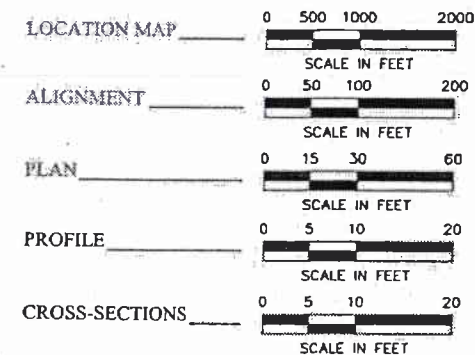 0 500 1000 2000
LOCATION MAP
SCALE IN FEET
0 50 100 200
ALIGNMENT
SCALE IN FEET
0 15 30 60
PLAN
SCALE IN FEET
0 5 10 20
PROFILE
SCALE IN FEET
0 5 10 20
CROSS-SECTIONS
SCALE IN FEET